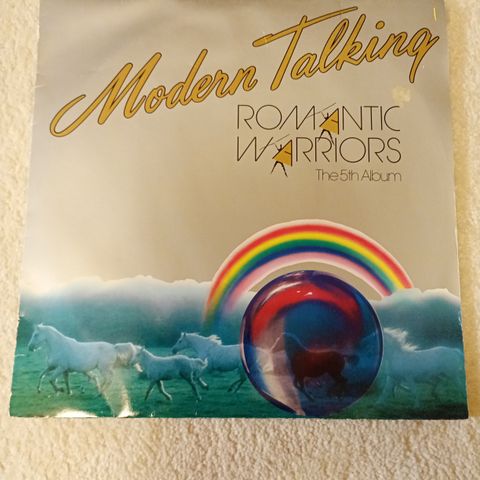 Modern Talking
ROMANTIC
WARRIORS
The 5th Album